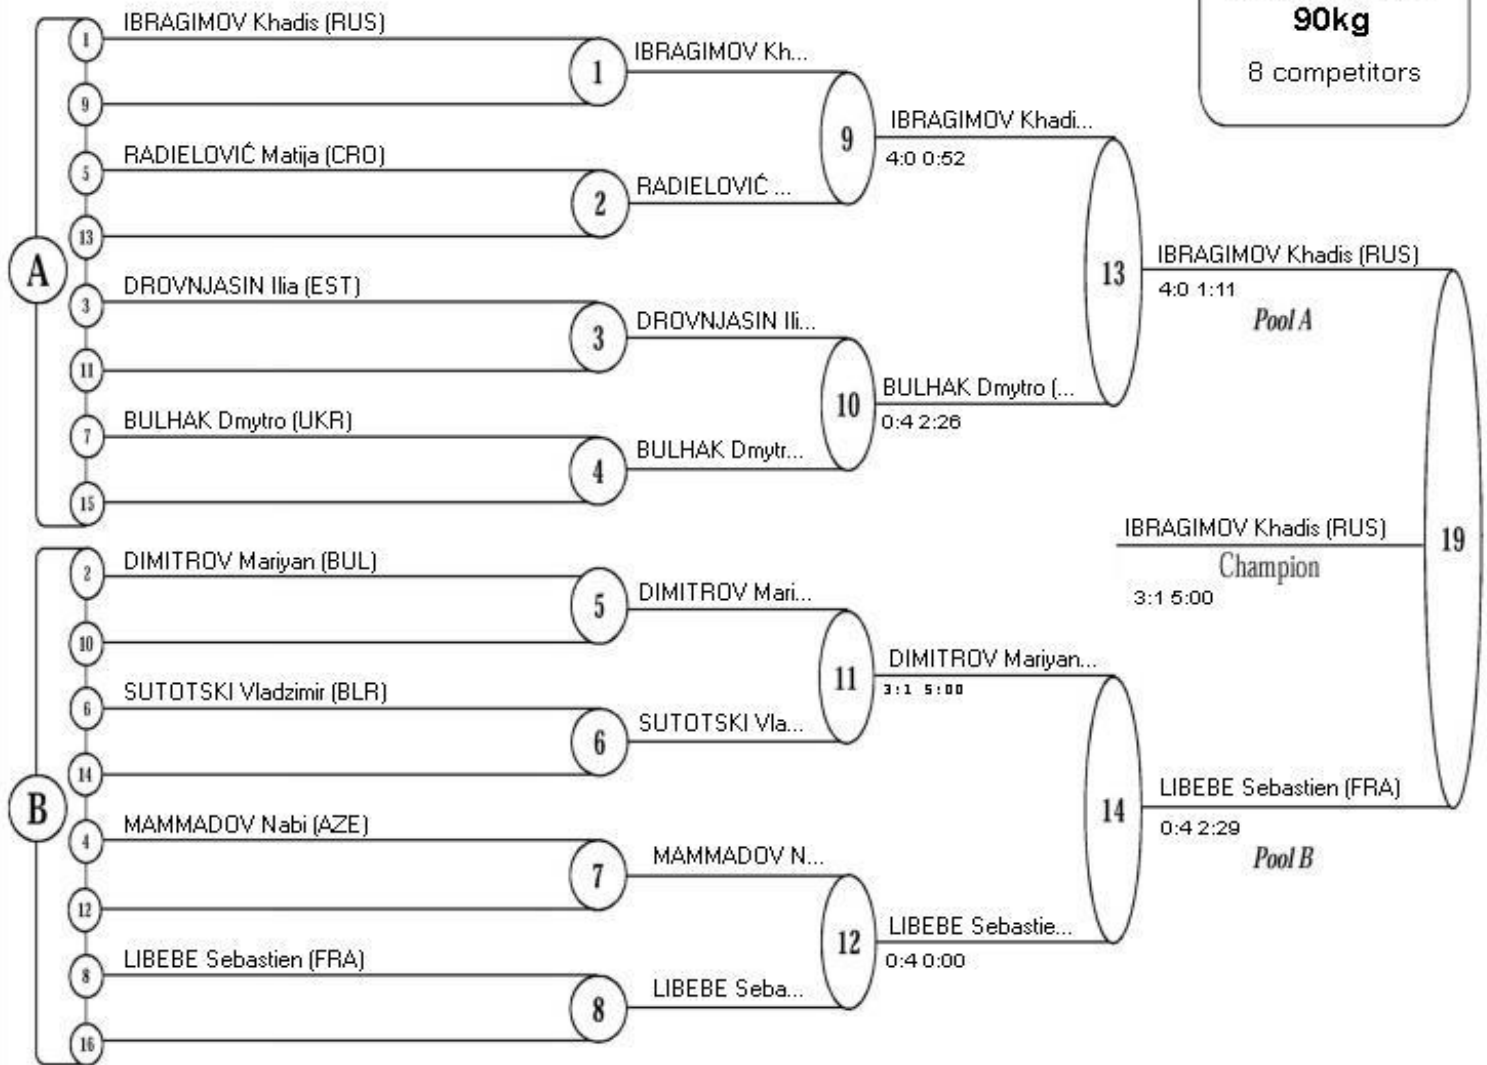 90kg
8 competitors
A
1
IBRAGIMOV Khadis (RUS)
9
5
RADIELOVIĆ Matija (CRO)
13
3
DROVNJASIN Ilia (EST)
11
7
BULHAK Dmytro (UKR)
15
B
2
DIMITROV Mariyan (BUL)
10
6
SUTOTSKI Vladzimir (BLR)
14
4
MAMMADOV Nabi (AZE)
12
8
LIBEBE Sebastien (FRA)
16
1
IBRAGIMOV Kh...
2
RADIELOVIĆ ...
3
DROVNJASIN Ili...
4
BULHAK Dmytr...
5
DIMITROV Mari...
6
SUTOTSKI Vla...
7
MAMMADOV N...
8
LIBEBE Seba...
9
IBRAGIMOV Khadi...
4:0 0:52
10
BULHAK Dmytro (...
0:4 2:26
11
DIMITROV Mariyan...
3:1 5:00
12
LIBEBE Sebastie...
0:4 0:00
13
IBRAGIMOV Khadis (RUS)
4:0 1:11
Pool A
14
LIBEBE Sebastien (FRA)
0:4 2:29
Pool B
19
IBRAGIMOV Khadis (RUS)
Champion
3:1 5:00